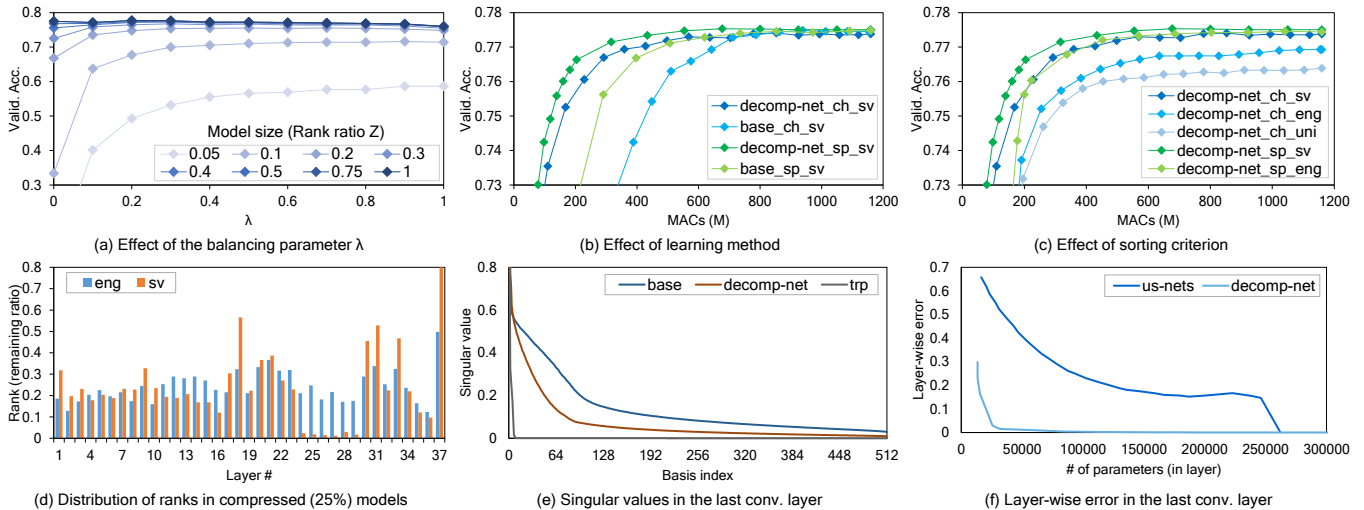 0.8
0.7
0.6
0.5
0.4
0.3
Valid. Acc.
Model size (Rank ratio Z)
0.05 0.1 0.2 0.3
0.4 0.5 0.75 1
0 0.2 0.4 0.6 0.8 1
λ
(a) Effect of the balancing parameter λ
0.78
0.77
0.76
0.75
0.74
0.73
Valid. Acc.
decomp-net_ch_sv
base_ch_sv
decomp-net_sp_sv
base_sp_sv
0 200 400 600 800 1000 1200
MACs (M)
(b) Effect of learning method
0.78
0.77
0.76
0.75
0.74
0.73
Valid. Acc.
decomp-net_ch_sv
decomp-net_ch_eng
decomp-net_ch_uni
decomp-net_sp_sv
decomp-net_sp_eng
0 200 400 600 800 1000 1200
MACs (M)
(c) Effect of sorting criterion
0.8
0.7
0.6
0.5
0.4
0.3
0.2
0.1
0
Rank (remaining ratio)
eng sv
1 4 7 10 13 16 19 22 25 28 31 34 37
Layer #
(d) Distribution of ranks in compressed (25%) models
0.8
0.6
0.4
0.2
0
Singular value
base decomp-net trp
0 64 128 192 256 320 384 448 512
Basis index
(e) Singular values in the last conv. layer
0.7
0.6
0.5
0.4
0.3
0.2
0.1
0
Layer-wise error
us-nets decomp-net
0 50000 100000 150000 200000 250000 300000
# of parameters (in layer)
(f) Layer-wise error in the last conv. layer